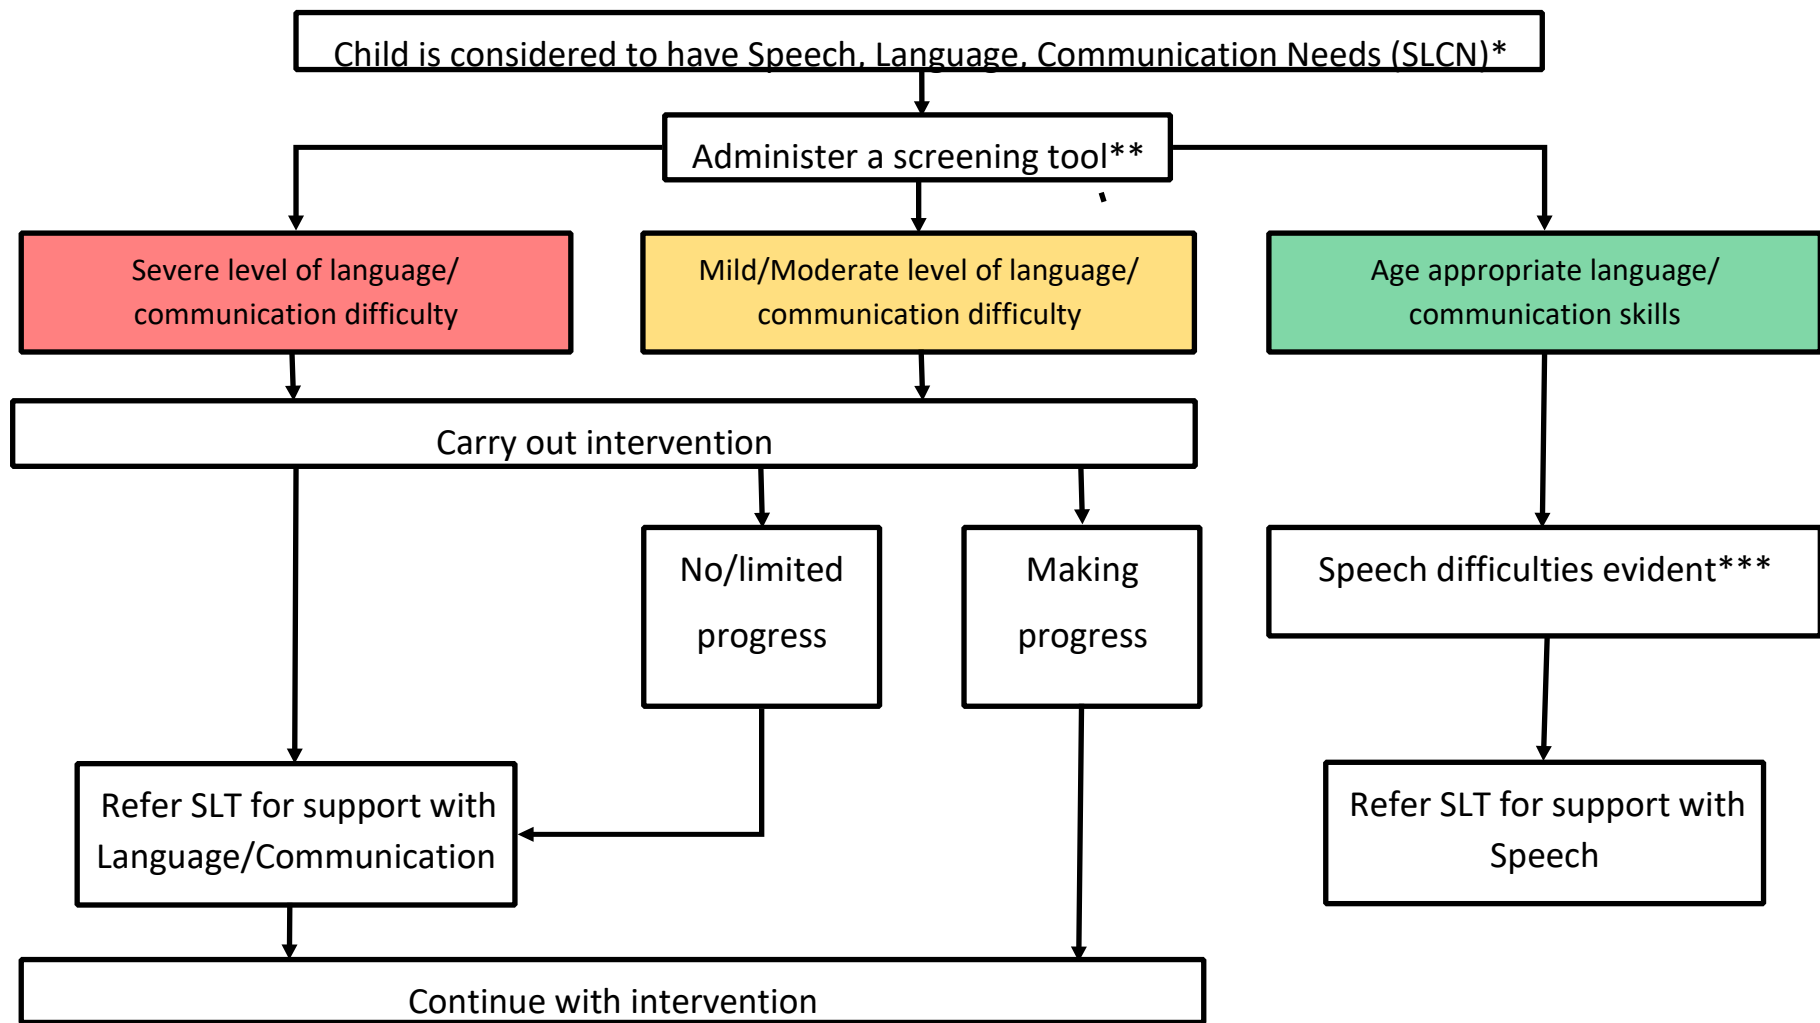 Child is considered to have Speech, Language, Communication Needs (SLCN)*
Administer a screening tool**
Severe level of language/
communication difficulty
Mild/Moderate level of language/
communication difficulty
Age appropriate language/
communication skills
Carry out intervention
No/limited
progress
Making
progress
Speech difficulties evident***
Refer SLT for support with
Language/Communication
Refer SLT for support with
Speech
Continue with intervention